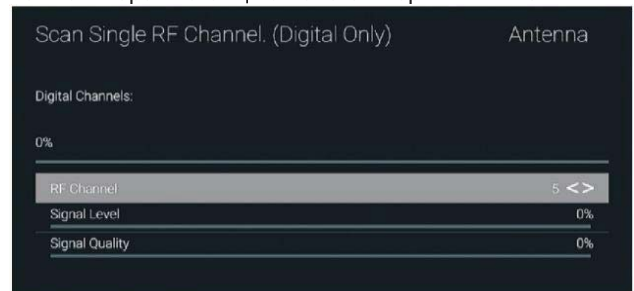 Scan Single RF Channel. (Digital Only) Antenna
Digital Channels:
0%
RF Channel 5 <>
Signal Level 0%
Signal Quality 0%